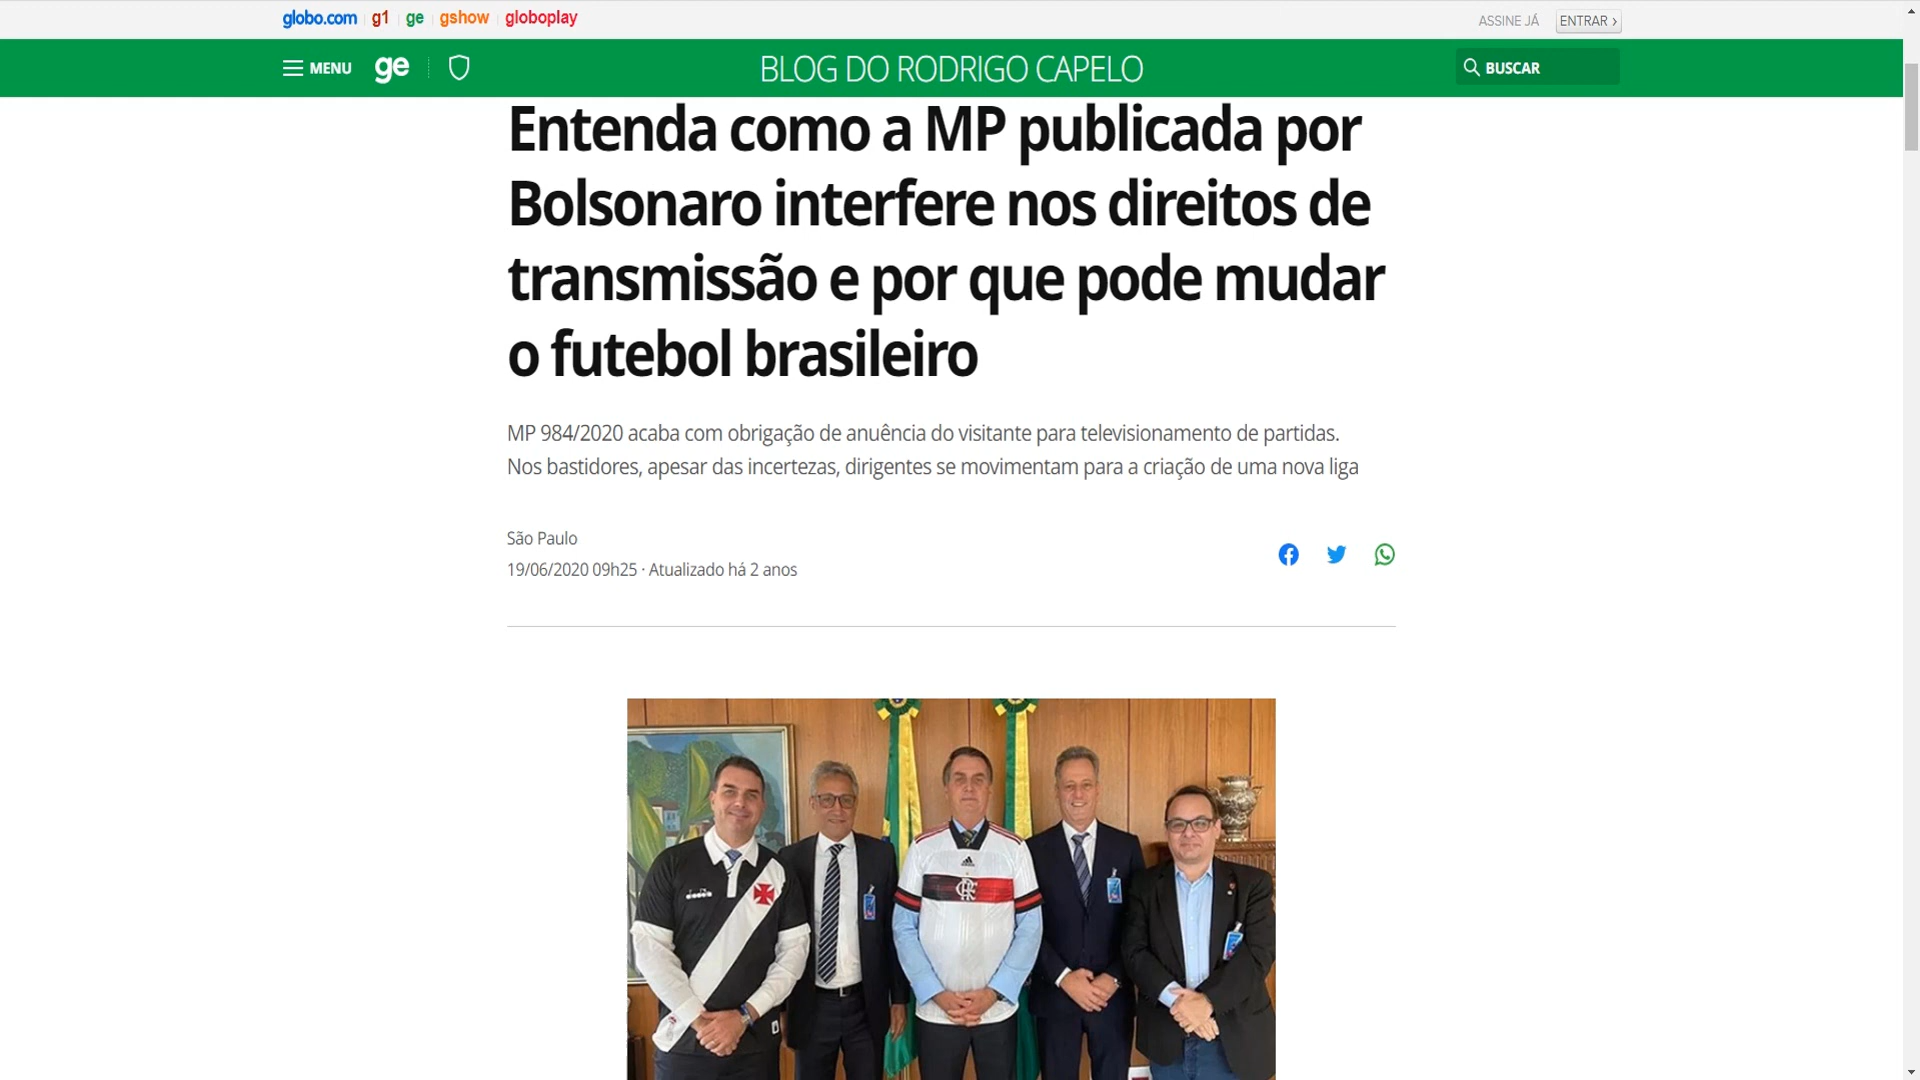 globo.com g1 ge gshow globoplay ASSINE JÁ ENTRAR ›
MENU ge BLOG DO RODRIGO CAPELO BUSCAR
Entenda como a MP publicada por
Bolsonaro interfere nos direitos de
transmissão e por que pode mudar
o futebol brasileiro
MP 984/2020 acaba com obrigação de anuência do visitante para televisionamento de partidas.
Nos bastidores, apesar das incertezas, dirigentes se movimentam para a criação de uma nova liga
São Paulo
19/06/2020 09h25 · Atualizado há 2 anos